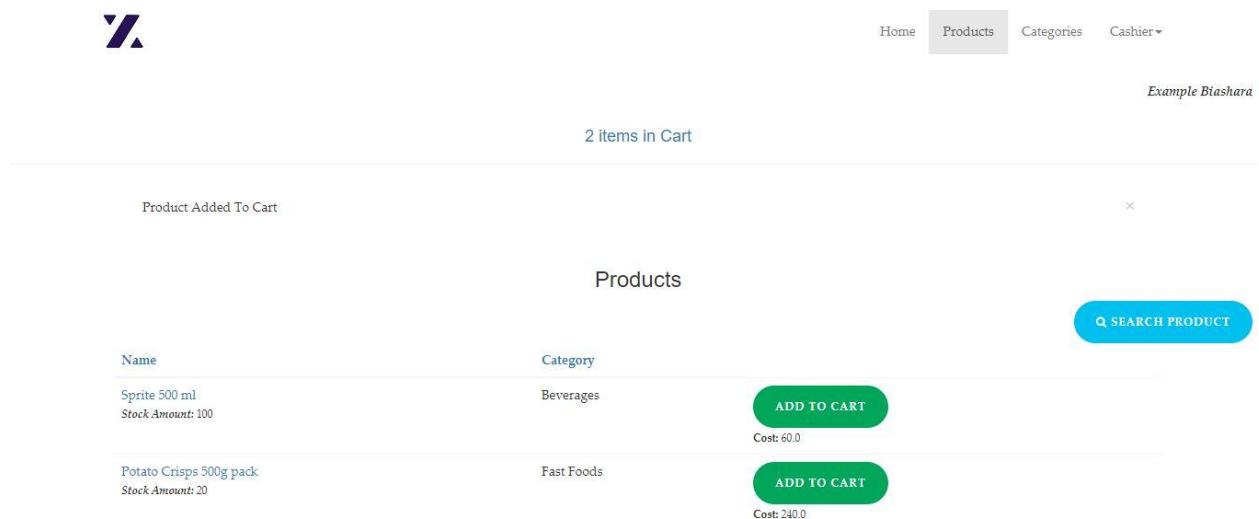 Home Products Categories Cashier
Example Biashara
2 items in Cart
Product Added To Cart ×
Products
SEARCH PRODUCT
Name Category
Sprite 500 ml Beverages ADD TO CART
Stock Amount: 100
Cost: 60.0
Potato Crisps 500g pack Fast Foods ADD TO CART
Stock Amount: 20
Cost: 240.0